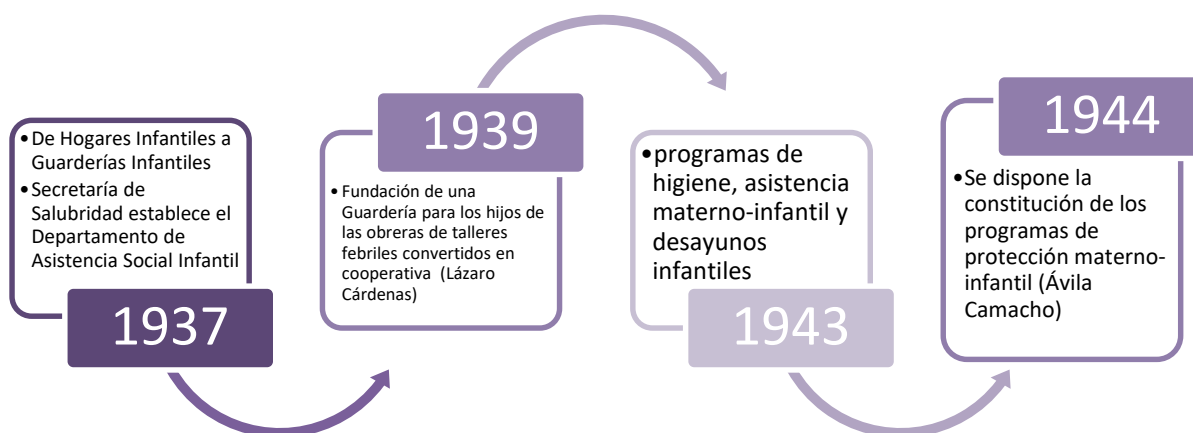 •De Hogares Infantiles a
Guarderías Infantiles
•Secretaría de
Salubridad establece el
Departamento de
Asistencia Social Infantil
1937
1939
•Fundación de una
Guardería para los hijos de
las obreras de talleres
febriles convertidos en
cooperativa (Lázaro
Cárdenas)
•programas de
higiene, asistencia
materno-infantil y
desayunos
infantiles
1943
1944
•Se dispone la
constitución de los
programas de
protección materno-
infantil (Ávila
Camacho)